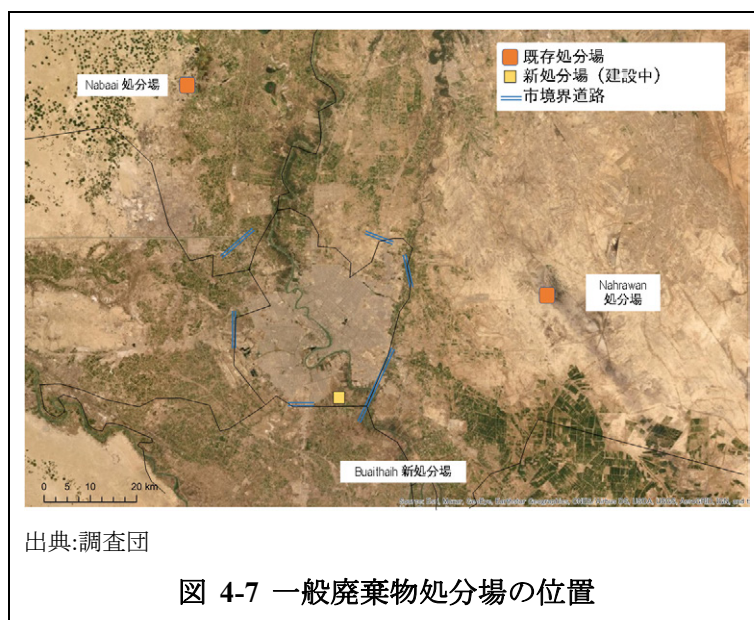 Nabaai 処分場
既存処分場
新処分場（建設中）
市境界道路
Nahrawan
処分場
Buaithaih 新処分場
0 5 10 20 km
出典:調査団
図 4-7 一般廃棄物処分場の位置